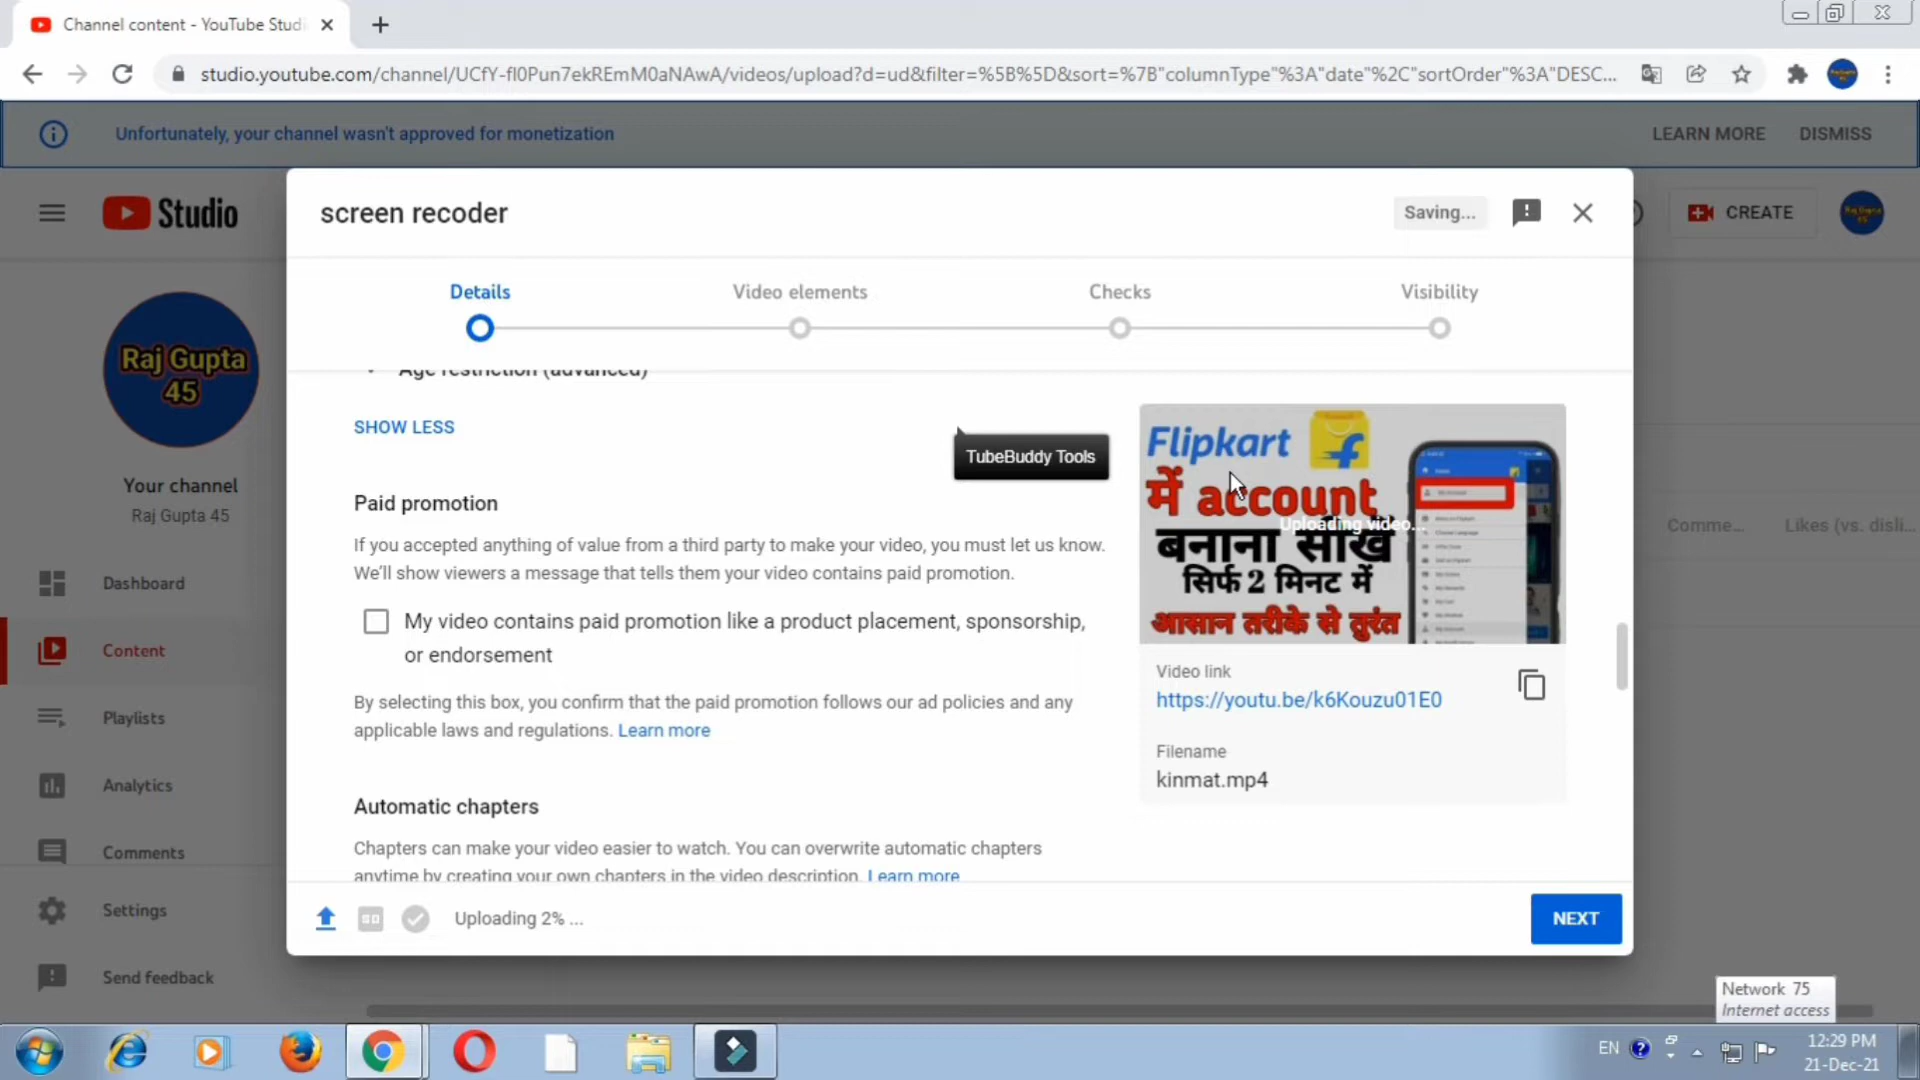 Channel content - YouTube Studi
studio.youtube.com/channel/UCfY-fI0Pun7ekREmM0aNAwA/videos/upload?d=ud&filter=%5B%5D&sort=%7B"columnType"%3A"date"%2C"sortOrder"%3A"DESC...
Unfortunately, your channel wasn't approved for monetization
LEARN MORE
DISMISS
Studio
screen recoder
Saving...
CREATE
Details
Video elements
Checks
Visibility
Raj Gupta
45
Age restriction (advanced)
SHOW LESS
TubeBuddy Tools
Flipkart
में account
Uploading video...
बनाना सीखें
सिर्फ 2 मिनट में
आसान तरीके से तुरंत
Your channel
Raj Gupta 45
Paid promotion
If you accepted anything of value from a third party to make your video, you must let us know.
We'll show viewers a message that tells them your video contains paid promotion.
My video contains paid promotion like a product placement, sponsorship,
or endorsement
By selecting this box, you confirm that the paid promotion follows our ad policies and any
applicable laws and regulations. Learn more
Video link
https://youtu.be/k6Kouzu01E0
Filename
kinmat.mp4
Comme...
Likes (vs. disli...
Dashboard
Content
Playlists
Analytics
Comments
Settings
Send feedback
Automatic chapters
Chapters can make your video easier to watch. You can overwrite automatic chapters
anytime by creating your own chapters in the video description. Learn more
Uploading 2% ...
NEXT
Network 75
Internet access
EN
12:29 PM
21-Dec-21